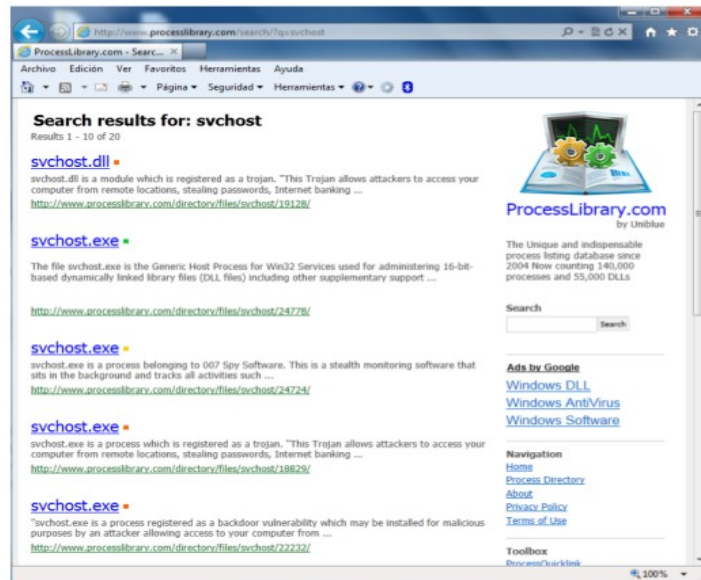 http://www.processlibrary.com/search/?q=svchost
ProcessLibrary.com - Searc...
Archivo Edición Ver Favoritos Herramientas Ayuda
Página Seguridad Herramientas
Search results for: svchost
Results 1 - 10 of 20
svchost.dll
svchost.dll is a module which is registered as a trojan. "This Trojan allows attackers to access your
computer from remote locations, stealing passwords, Internet banking ...
http://www.processlibrary.com/directory/files/svchost/19128/
svchost.exe
The file svchost.exe is the Generic Host Process for Win32 Services used for administering 16-bit-
based dynamically linked library files (DLL files) including other supplementary support ...
http://www.processlibrary.com/directory/files/svchost/24778/
svchost.exe
svchost.exe is a process belonging to 007 Spy Software. This is a stealth monitoring software that
sits in the background and tracks all activities such ...
http://www.processlibrary.com/directory/files/svchost/24724/
svchost.exe
svchost.exe is a process which is registered as a trojan. "This Trojan allows attackers to access your
computer from remote locations, stealing passwords, Internet banking ...
http://www.processlibrary.com/directory/files/svchost/18829/
svchost.exe
"svchost.exe is a process registered as a backdoor vulnerability which may be installed for malicious
purposes by an attacker allowing access to your computer from ...
http://www.processlibrary.com/directory/files/svchost/22232/
ProcessLibrary.com
by Uniblue
The Unique and indispensable
process listing database since
2004 Now counting 140,000
processes and 55,000 DLLs
Search
Search
Ads by Google
Windows DLL
Windows AntiVirus
Windows Software
Navigation
Home
Process Directory
About
Privacy Policy
Terms of Use
Toolbox
ProcessQuicklink
100%